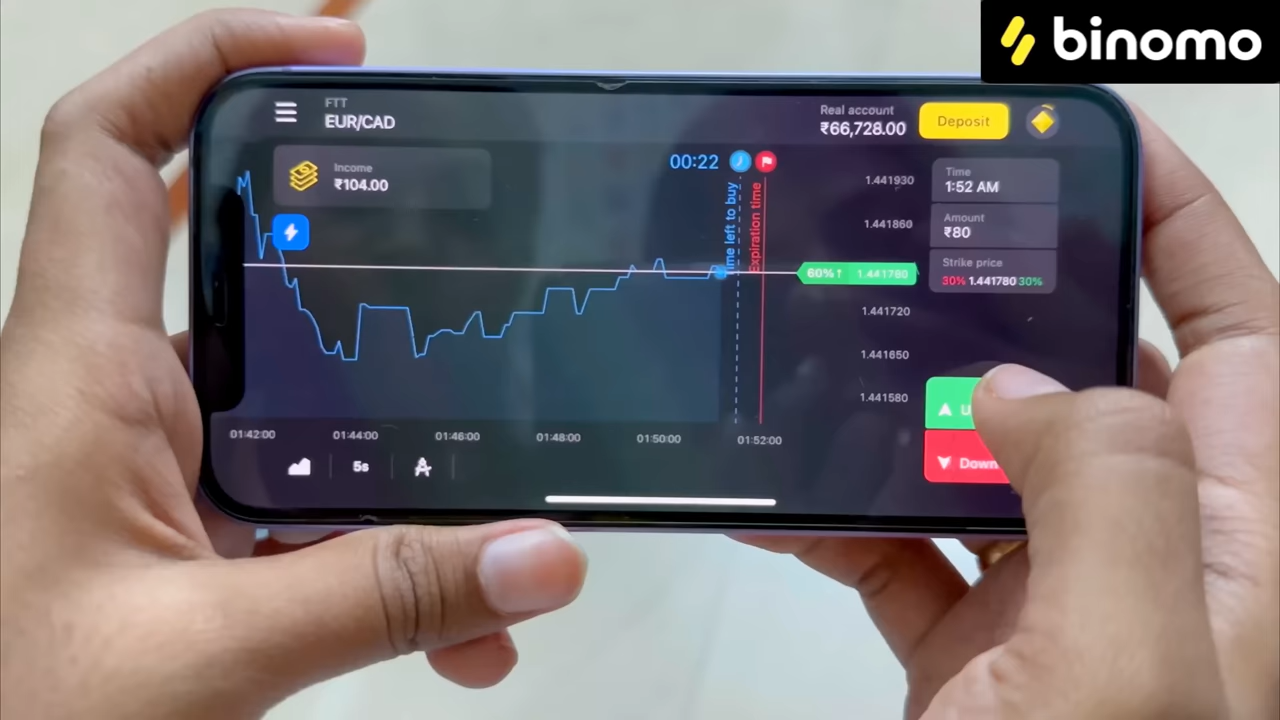 binomo
FTT
EUR/CAD
Real account
₹66,728.00
Deposit
Income
₹104.00
00:22
Time
1:52 AM
Amount
₹80
Strike price
30% 1.441780 30%
1.441930
1.441860
60%↑ 1.441780
1.441720
1.441650
1.441580
left to buy
Expiration time
Down
01:42:00
01:44:00
01:46:00
01:48:00
01:50:00
01:52:00
5s